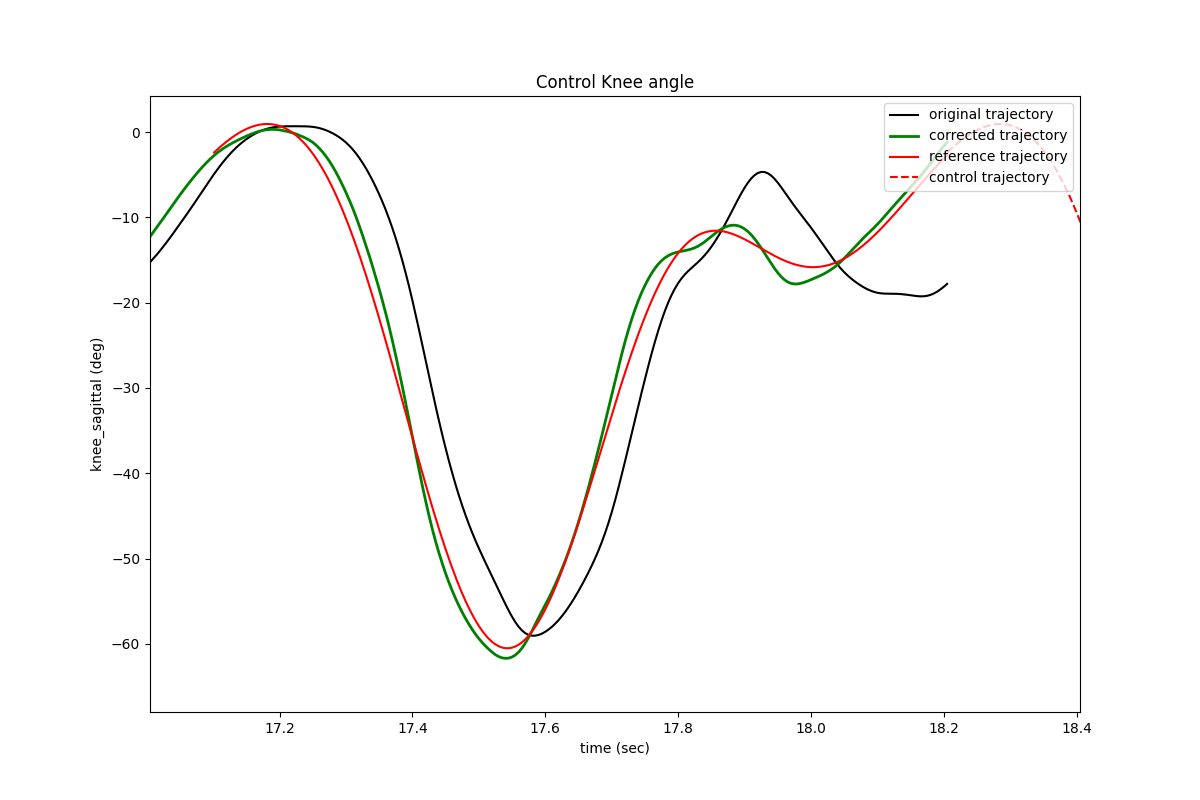 Control Knee angle
original trajectory
corrected trajectory
reference trajectory
control trajectory
0
−10
−20
−30
−40
−50
−60
knee_sagittal (deg)
17.2 17.4 17.6 17.8 18.0 18.2 18.4
time (sec)